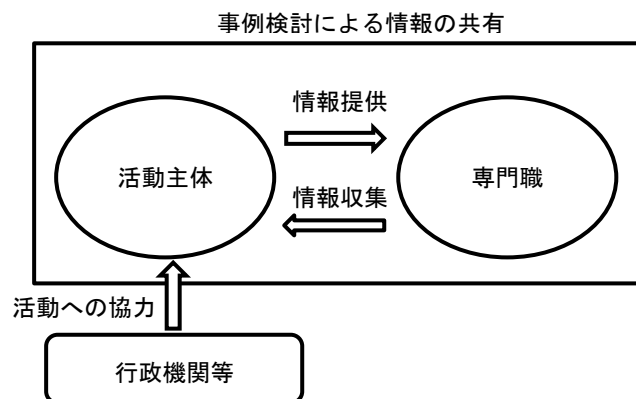 事例検討による情報の共有
情報提供
活動主体
専門職
情報収集
活動への協力
行政機関等